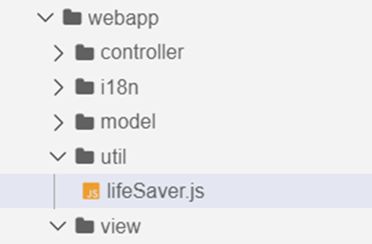 webapp
controller
i18n
model
util
JS lifeSaver.js
view